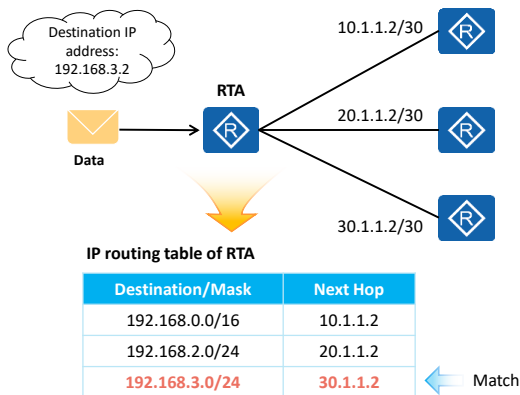 Destination IP
address:
192.168.3.2
10.1.1.2/30
R
RTA
20.1.1.2/30
R
R
Data
30.1.1.2/30
R
IP routing table of RTA
Destination/Mask Next Hop
192.168.0.0/16 10.1.1.2
192.168.2.0/24 20.1.1.2
192.168.3.0/24 30.1.1.2 Match